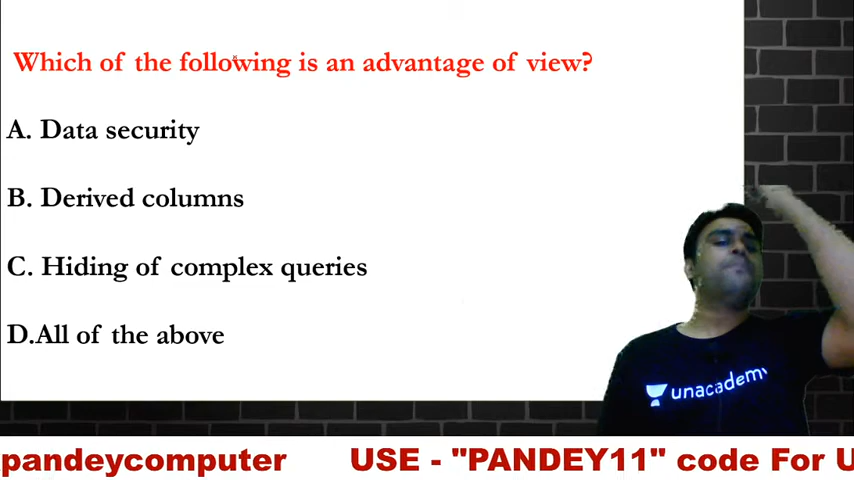 Which of the following is an advantage of view?
A. Data security
B. Derived columns
C. Hiding of complex queries
D.All of the above
unacademy
pandeycomputer USE - "PANDEY11" code For U